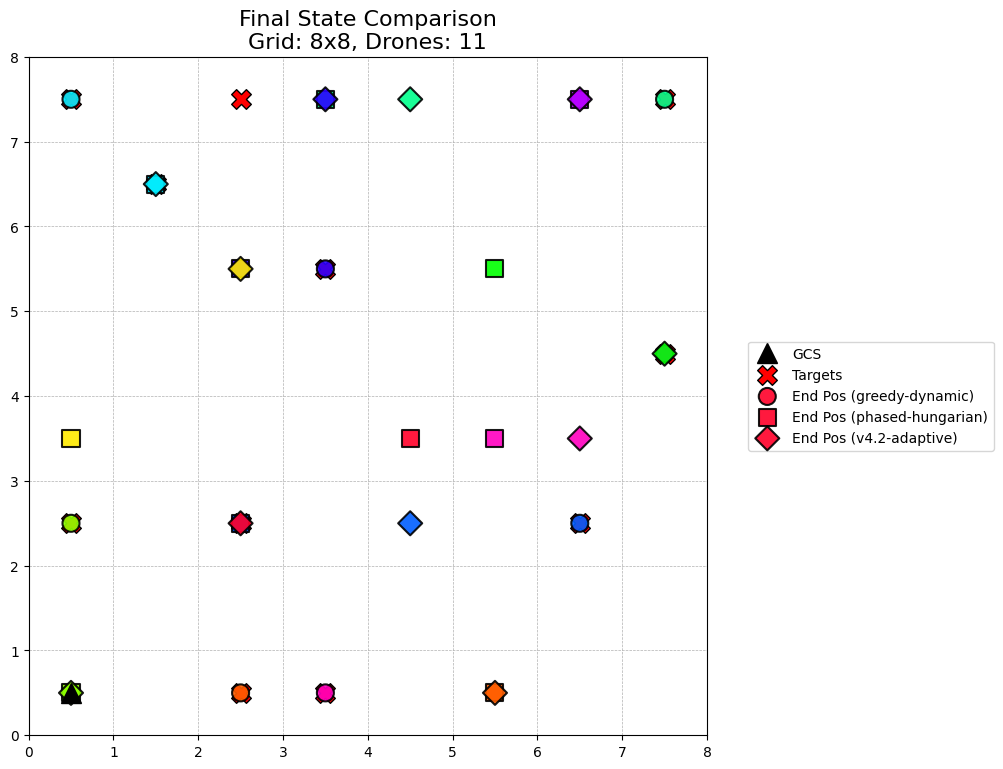 Final State Comparison
Grid: 8x8, Drones: 11
8
7
6
5
4
3
2
1
0
0 1 2 3 4 5 6 7 8
GCS
Targets
End Pos (greedy-dynamic)
End Pos (phased-hungarian)
End Pos (v4.2-adaptive)